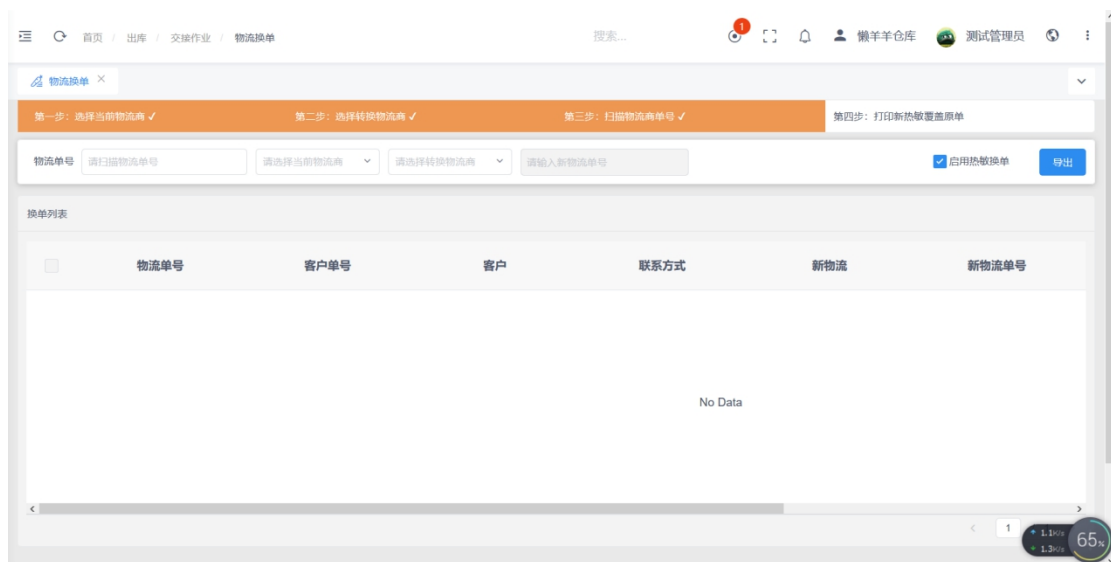 首页 / 出库 / 交接作业 / 物流换单 搜索... 1 懒羊羊仓库 测试管理员
物流换单 ×
第一步：选择当前物流商 ✓ 第二步：选择转换物流商 ✓ 第三步：扫描物流商单号 ✓ 第四步：打印新热敏覆盖原单
物流单号 请扫描物流单号 请选择当前物流商 请选择转换物流商 请输入新物流单号 启用热敏换单 导出
换单列表
物流单号 客户单号 客户 联系方式 新物流 新物流单号
No Data
1
1.1K/s
65%
1.3K/s